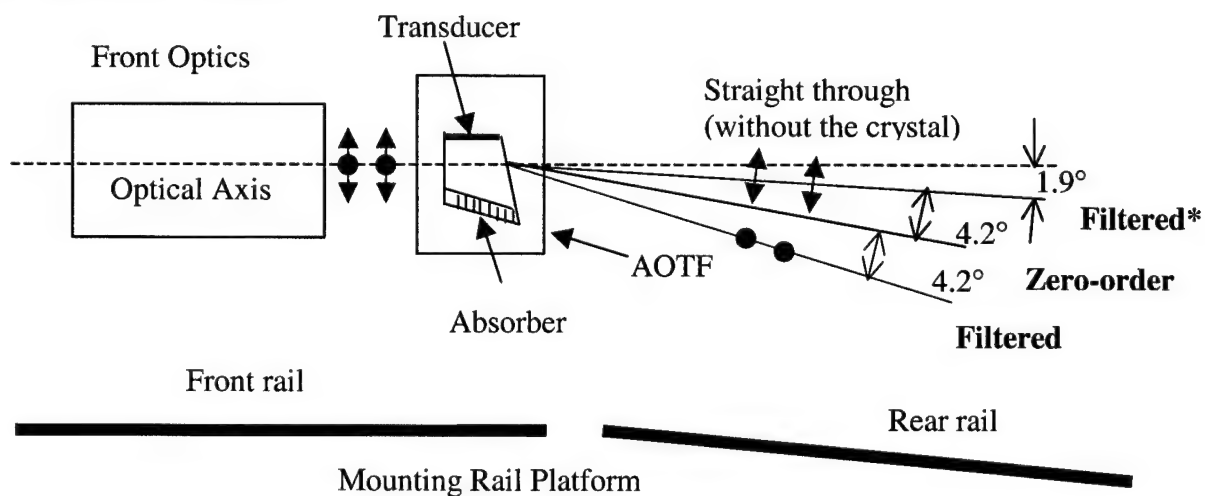 Transducer
Front Optics
Straight through
(without the crystal)
Optical Axis
1.9°
Filtered*
4.2°
AOTF
4.2°
Zero-order
Absorber
Filtered
Front rail
Rear rail
Mounting Rail Platform